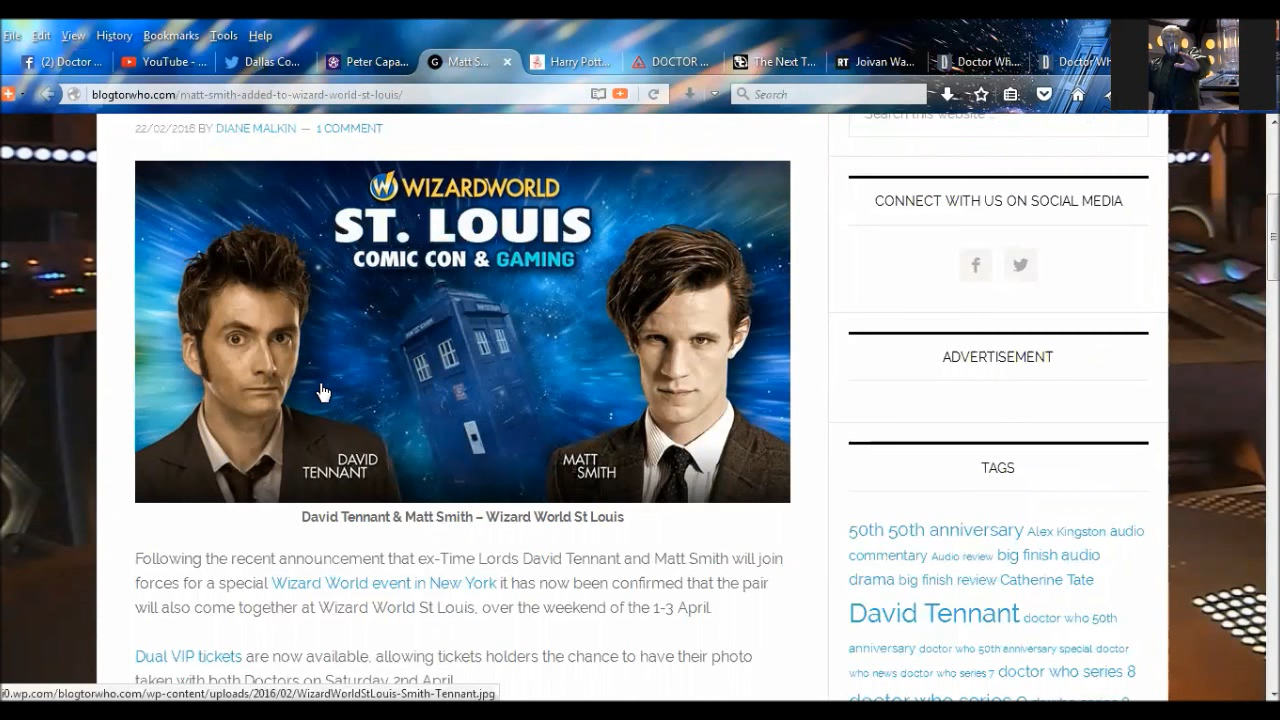 File Edit View History Bookmarks Tools Help
(2) Doctor ...
YouTube - ...
Dallas Co...
Peter Capa...
Matt S...
Harry Pott...
DOCTOR ...
The Next T...
Joivan Wa...
Doctor Wh...
Doctor Wh
blogtorwho.com/matt-smith-added-to-wizard-world-st-louis/
Search
22/02/2016 BY DIANE MALKIN — 1 COMMENT
Search this website ...
WIZARDWORLD
ST. LOUIS
COMIC CON & GAMING
DAVID
TENNANT
MATT
SMITH
David Tennant & Matt Smith – Wizard World St Louis
Following the recent announcement that ex-Time Lords David Tennant and Matt Smith will join
forces for a special Wizard World event in New York it has now been confirmed that the pair
will also come together at Wizard World St Louis, over the weekend of the 1-3 April.
Dual VIP tickets are now available, allowing tickets holders the chance to have their photo
taken with both Doctors on Saturday 2nd April
i0.wp.com/blogtorwho.com/wp-content/uploads/2016/02/WizardWorldStLouis-Smith-Tennant.jpg
CONNECT WITH US ON SOCIAL MEDIA
ADVERTISEMENT
TAGS
50th 50th anniversary Alex Kingston audio
commentary Audio review big finish audio
drama big finish review Catherine Tate
David Tennant doctor who 50th
anniversary doctor who 50th anniversary special doctor
who news doctor who series 7 doctor who series 8
doctor who series 9